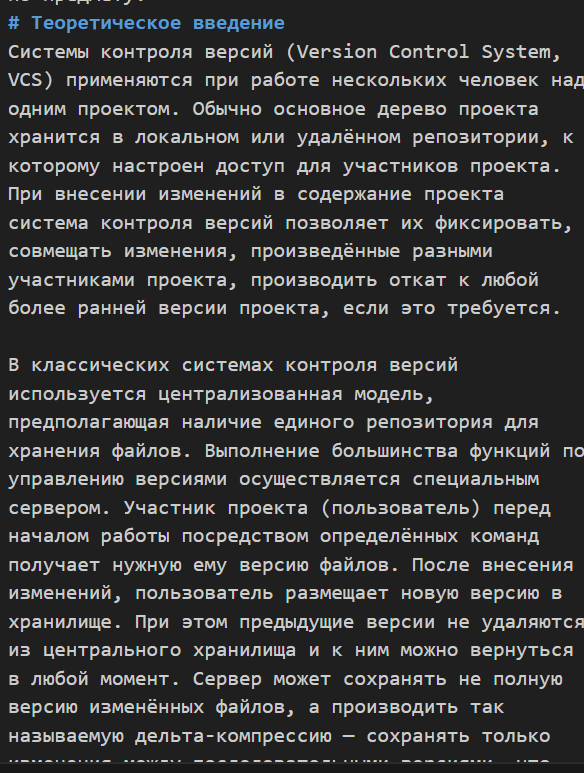 # Теоретическое введение
Системы контроля версий (Version Control System,
VCS) применяются при работе нескольких человек над
одним проектом. Обычно основное дерево проекта
хранится в локальном или удалённом репозитории, к
которому настроен доступ для участников проекта.
При внесении изменений в содержание проекта
система контроля версий позволяет их фиксировать,
совмещать изменения, произведённые разными
участниками проекта, производить откат к любой
более ранней версии проекта, если это требуется.
В классических системах контроля версий
используется централизованная модель,
предполагающая наличие единого репозитория для
хранения файлов. Выполнение большинства функций по
управлению версиями осуществляется специальным
сервером. Участник проекта (пользователь) перед
началом работы посредством определённых команд
получает нужную ему версию файлов. После внесения
изменений, пользователь размещает новую версию в
хранилище. При этом предыдущие версии не удаляются
из центрального хранилища и к ним можно вернуться
в любой момент. Сервер может сохранять не полную
версию изменённых файлов, а производить так
называемую дельта-компрессию — сохранять только